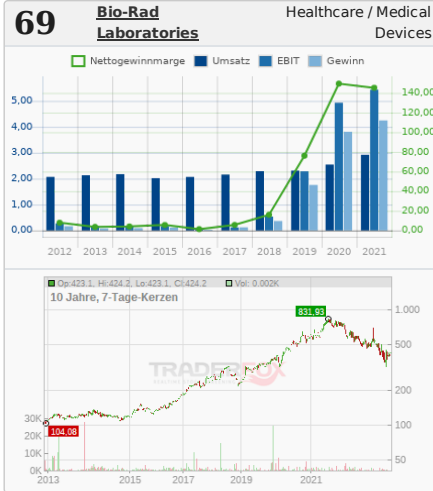 69
Bio-Rad
Laboratories
Healthcare / Medical
Devices
Nettogewinnmarge Umsatz EBIT Gewinn
5,00 140,00
120,00
4,00 100,00
3,00 80,00
2,00 60,00
40,00
1,00 20,00
0,00 0,00
2012 2013 2014 2015 2016 2017 2018 2019 2020 2021
Op:423.1, Hi:424.2, Lo:423.1, C:424.2 Vol: 0.002K
10 Jahre, 7-Tage-Kerzen
831,93
1.000
500
TRADERFOX
200
30K
104,08
100
20K
10K
50
0K
2013 2015 2017 2019 2021